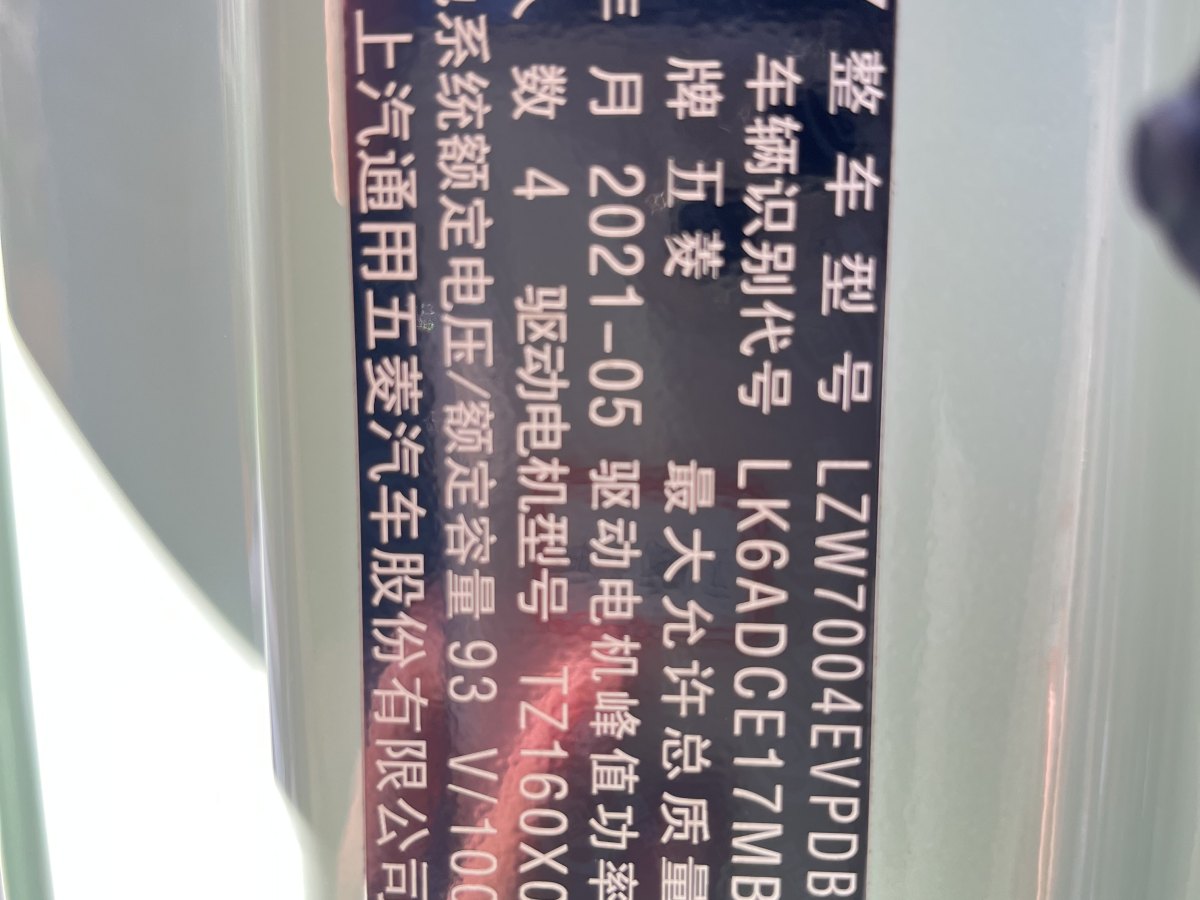 整车型号 LZW7004EVPDB
车辆识别代号 LK6ADCE17MB
牌 五菱 最大允许总质量
年月 2021-05 驱动电机峰值功率
数 4 驱动电机型号 TZ160X0
系统额定电压/额定容量 93 V/100
上汽通用五菱汽车股份有限公司